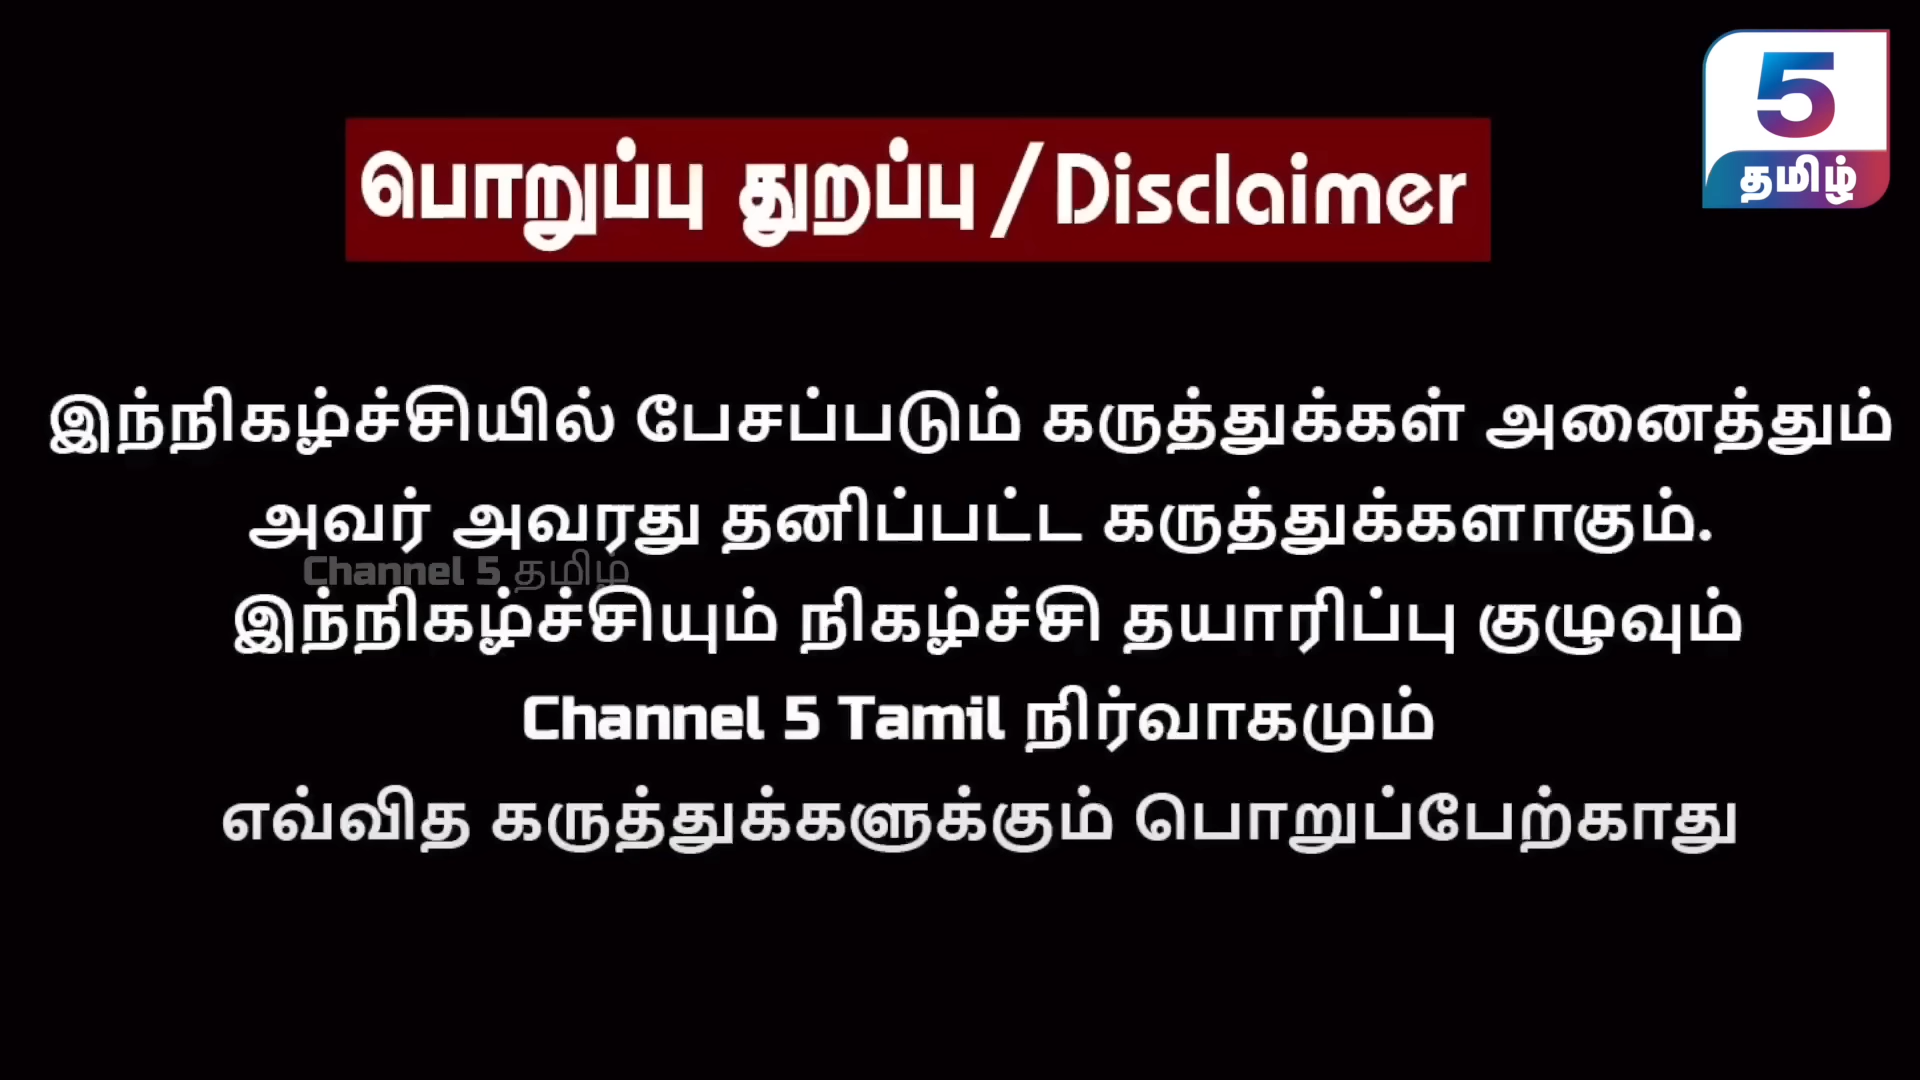 5
தமிழ்
பொறுப்பு துறப்பு / Disclaimer
இந்நிகழ்ச்சியில் பேசப்படும் கருத்துக்கள் அனைத்தும்
அவர் அவரது தனிப்பட்ட கருத்துக்களாகும்.
Channel 5 தமிழ்
இந்நிகழ்ச்சியும் நிகழ்ச்சி தயாரிப்பு குழுவும்
Channel 5 Tamil நிர்வாகமும்
எவ்வித கருத்துக்களுக்கும் பொறுப்பேற்காது